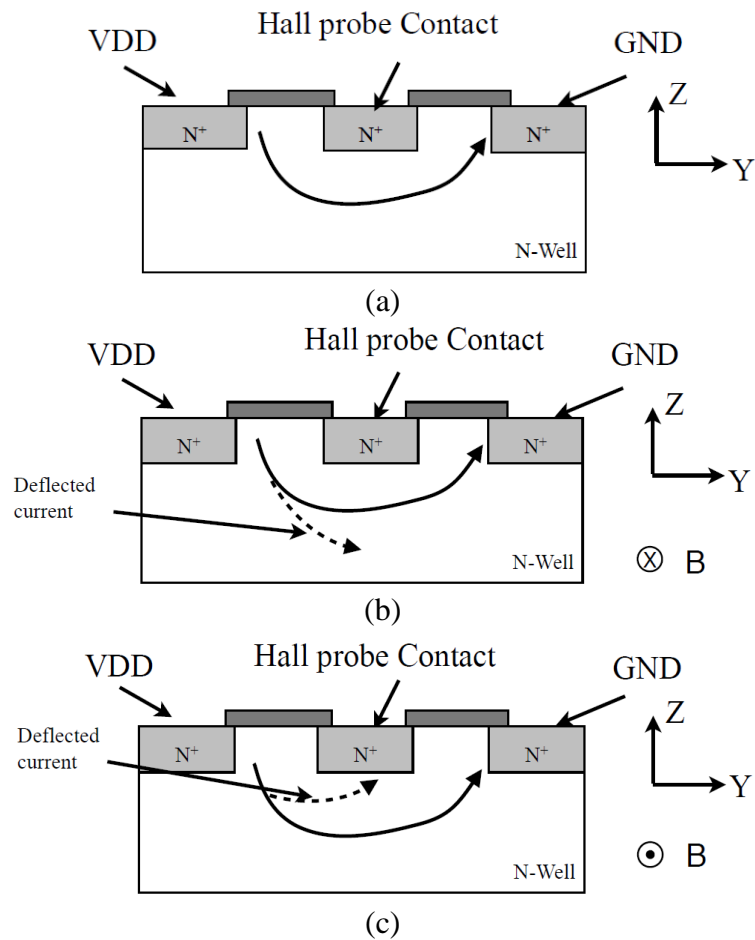 Hall probe Contact
VDD
GND
N⁺
N⁺
N⁺
Z
Y
N-Well
(a)
Hall probe Contact
VDD
GND
N⁺
N⁺
N⁺
Z
Y
Deflected
current
N-Well
X
B
(b)
Hall probe Contact
VDD
GND
Z
Deflected
current
N⁺
N⁺
N⁺
Y
B
N-Well
(c)